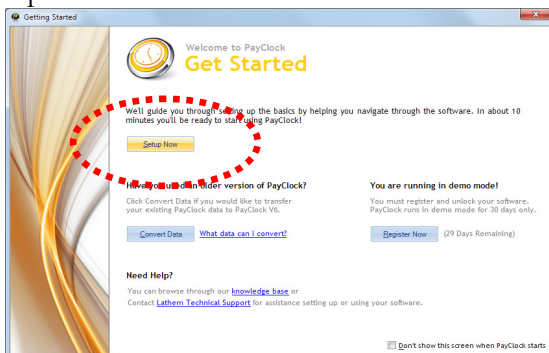 Getting Started
Welcome to PayClock
Get Started
We'll guide you through setting up the basics by helping you navigate through the software. In about 10
minutes you'll be ready to start using PayClock!
Setup Now
Have you used an older version of PayClock?
Click Convert Data if you would like to transfer
your existing PayClock data to PayClock V6.
Convert Data What data can I convert?
You are running in demo mode!
You must register and unlock your software.
PayClock runs in demo mode for 30 days only.
Register Now (29 Days Remaining)
Need Help?
You can browse through our knowledge base or
Contact Lathem Technical Support for assistance setting up or using your software.
Don't show this screen when PayClock starts